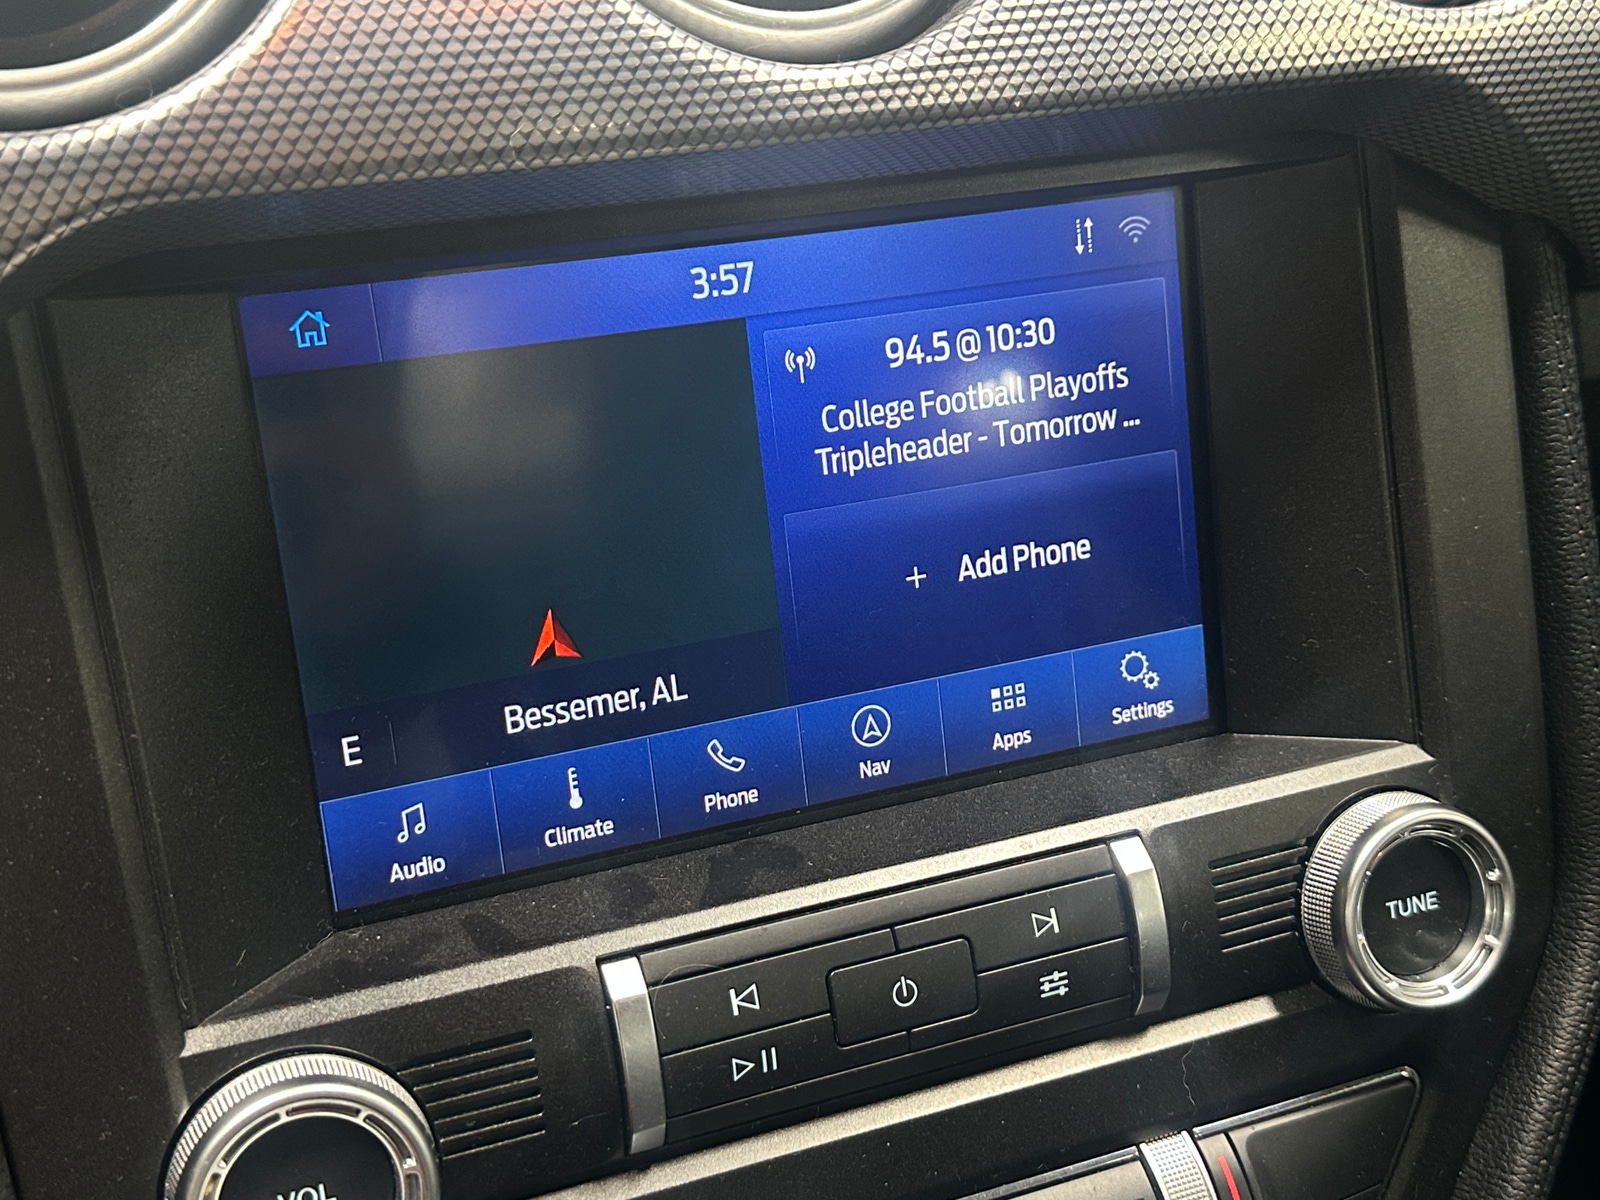 3:57
94.5 @ 10:30
College Football Playoffs
Tripleheader - Tomorrow ...
+ Add Phone
Bessemer, AL
E
Audio
Climate
Phone
Nav
Apps
Settings
TUNE
VOL